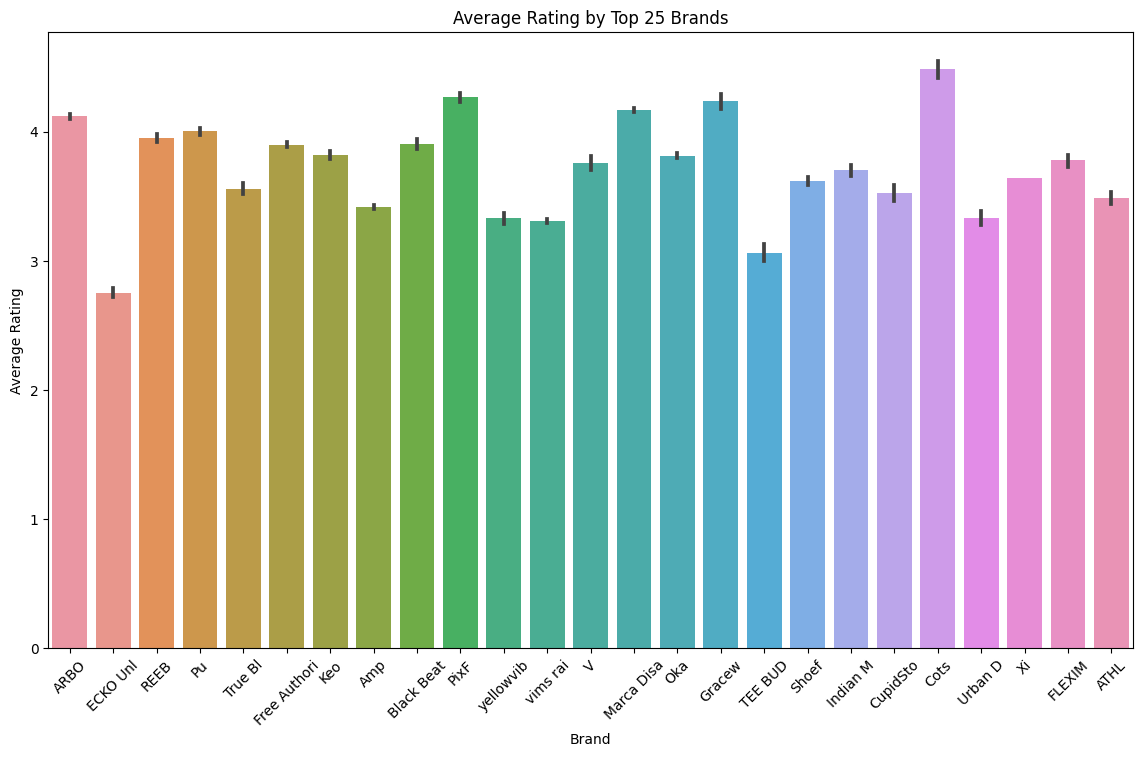 Average Rating by Top 25 Brands
Average Rating
4
3
2
1
0
ARBO
ECKO Unl
REEB
Pu
True Bl
Free Authori
Keo
Amp
Black Beat
PixF
yellowvib
vims rai
V
Marca Disa
Oka
Gracew
TEE BUD
Shoef
Indian M
CupidSto
Cots
Urban D
Xi
FLEXIM
ATHL
Brand